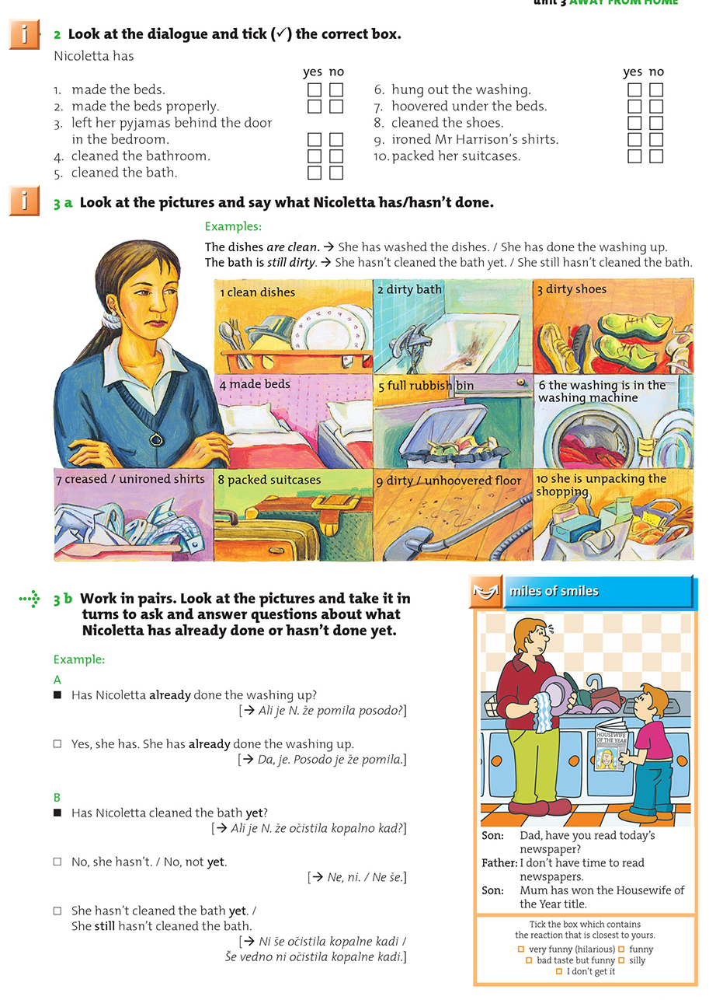 unit 3 AWAY FROM HOME
i
2 Look at the dialogue and tick (✓) the correct box.
Nicoletta has
yes no
1. made the beds.
2. made the beds properly.
3. left her pyjamas behind the door
in the bedroom.
4. cleaned the bathroom.
5. cleaned the bath.
yes no
6. hung out the washing.
7. hoovered under the beds.
8. cleaned the shoes.
9. ironed Mr Harrison's shirts.
10. packed her suitcases.
i
3 a Look at the pictures and say what Nicoletta has/hasn't done.
Examples:
The dishes are clean. → She has washed the dishes. / She has done the washing up.
The bath is still dirty. → She hasn't cleaned the bath yet. / She still hasn't cleaned the bath.
1 clean dishes
2 dirty bath
3 dirty shoes
4 made beds
5 full rubbish bin
6 the washing is in the
washing machine
7 creased / unironed shirts
8 packed suitcases
9 dirty / unhoovered floor
10 she is unpacking the
shopping
3 b Work in pairs. Look at the pictures and take it in
turns to ask and answer questions about what
Nicoletta has already done or hasn't done yet.
Example:
A
■ Has Nicoletta already done the washing up?
[→ Ali je N. že pomila posodo?]
□ Yes, she has. She has already done the washing up.
[→ Da, je. Posodo je že pomila.]
B
■ Has Nicoletta cleaned the bath yet?
[→ Ali je N. že očistila kopalno kad?]
□ No, she hasn't. / No, not yet.
[→ Ne, ni. / Ne še.]
□ She hasn't cleaned the bath yet. /
She still hasn't cleaned the bath.
[→ Ni še očistila kopalne kadi /
Še vedno ni očistila kopalne kadi.]
miles of smiles
HOUSEWIFE
OF THE YEAR
Son: Dad, have you read today's
newspaper?
Father: I don't have time to read
newspapers.
Son: Mum has won the Housewife of
the Year title.
Tick the box which contains
the reaction that is closest to yours.
□ very funny (hilarious) □ funny
□ bad taste but funny □ silly
□ I don't get it